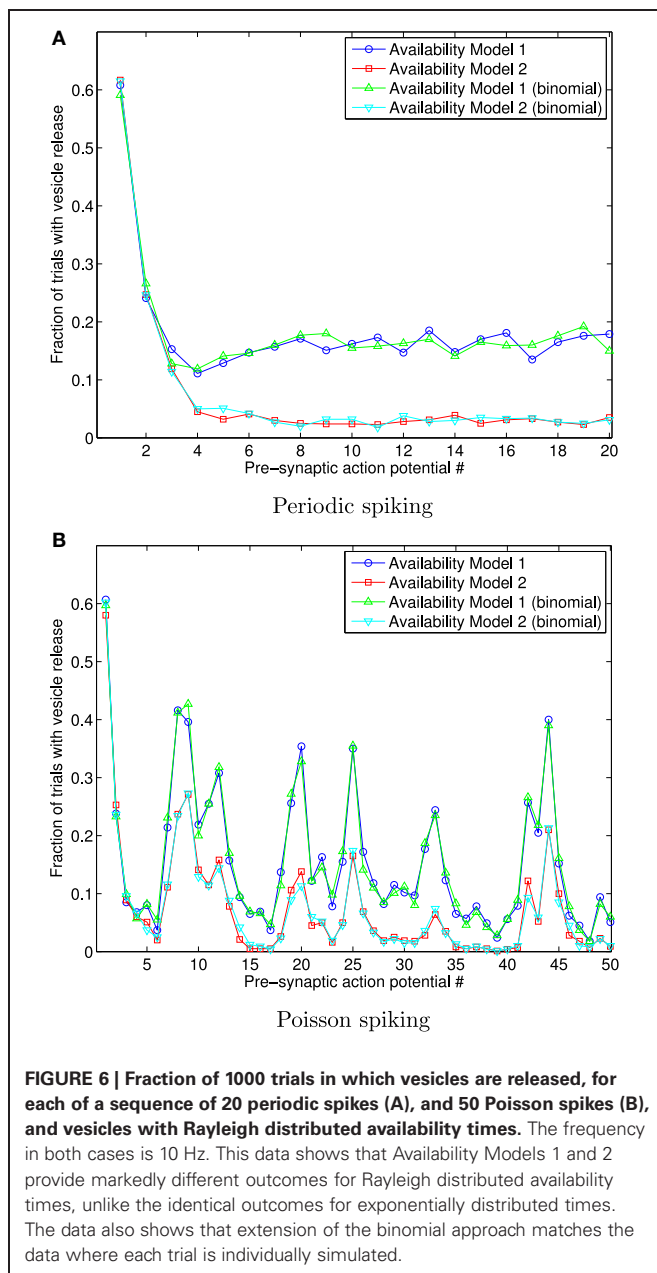 A
Availability Model 1
Availability Model 2
Availability Model 1 (binomial)
Availability Model 2 (binomial)
Fraction of trials with vesicle release
0.6
0.5
0.4
0.3
0.2
0.1
0
2 4 6 8 10 12 14 16 18 20
Pre−synaptic action potential #
Periodic spiking
B
Availability Model 1
Availability Model 2
Availability Model 1 (binomial)
Availability Model 2 (binomial)
Fraction of trials with vesicle release
0.6
0.5
0.4
0.3
0.2
0.1
0
5 10 15 20 25 30 35 40 45 50
Pre−synaptic action potential #
Poisson spiking
FIGURE 6 | Fraction of 1000 trials in which vesicles are released, for
each of a sequence of 20 periodic spikes (A), and 50 Poisson spikes (B),
and vesicles with Rayleigh distributed availability times. The frequency
in both cases is 10 Hz. This data shows that Availability Models 1 and 2
provide markedly different outcomes for Rayleigh distributed availability
times, unlike the identical outcomes for exponentially distributed times.
The data also shows that extension of the binomial approach matches the
data where each trial is individually simulated.